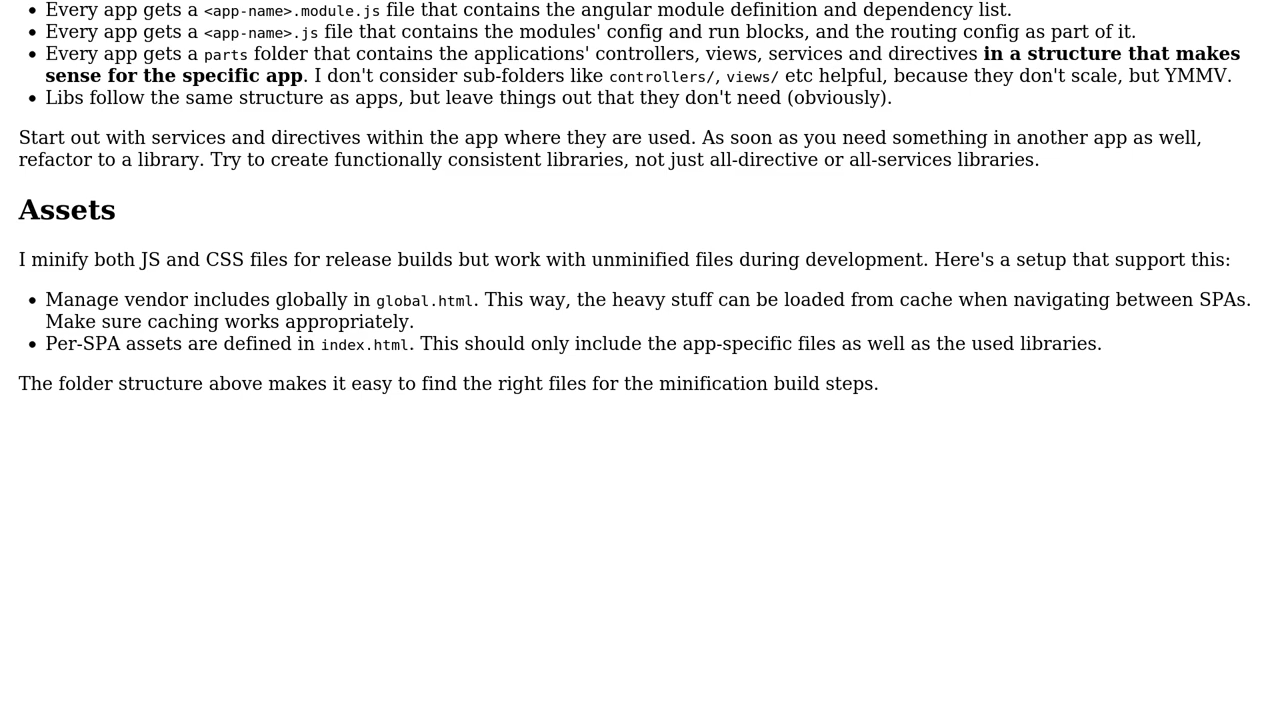 Every app gets a <app-name>.module.js file that contains the angular module definition and dependency list.
Every app gets a <app-name>.js file that contains the modules' config and run blocks, and the routing config as part of it.
Every app gets a parts folder that contains the applications' controllers, views, services and directives in a structure that makes
sense for the specific app. I don't consider sub-folders like controllers/, views/ etc helpful, because they don't scale, but YMMV.
Libs follow the same structure as apps, but leave things out that they don't need (obviously).
Start out with services and directives within the app where they are used. As soon as you need something in another app as well,
refactor to a library. Try to create functionally consistent libraries, not just all-directive or all-services libraries.
Assets
I minify both JS and CSS files for release builds but work with unminified files during development. Here's a setup that support this:
Manage vendor includes globally in global.html. This way, the heavy stuff can be loaded from cache when navigating between SPAs.
Make sure caching works appropriately.
Per-SPA assets are defined in index.html. This should only include the app-specific files as well as the used libraries.
The folder structure above makes it easy to find the right files for the minification build steps.